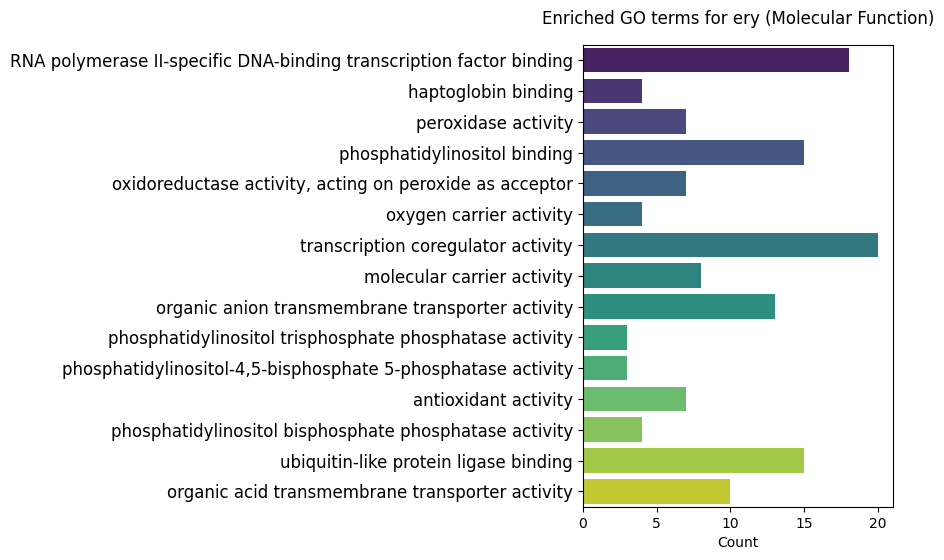 Enriched GO terms for ery (Molecular Function)
RNA polymerase II-specific DNA-binding transcription factor binding
haptoglobin binding
peroxidase activity
phosphatidylinositol binding
oxidoreductase activity, acting on peroxide as acceptor
oxygen carrier activity
transcription coregulator activity
molecular carrier activity
organic anion transmembrane transporter activity
phosphatidylinositol trisphosphate phosphatase activity
phosphatidylinositol-4,5-bisphosphate 5-phosphatase activity
antioxidant activity
phosphatidylinositol bisphosphate phosphatase activity
ubiquitin-like protein ligase binding
organic acid transmembrane transporter activity
0 5 10 15 20
Count